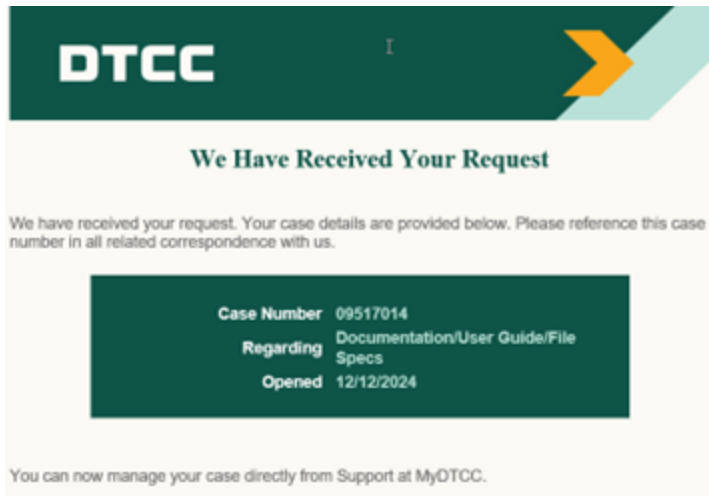 DTCC
We Have Received Your Request
We have received your request. Your case details are provided below. Please reference this case
number in all related correspondence with us.
Case Number 09517014
Regarding Documentation/User Guide/File
Specs
Opened 12/12/2024
You can now manage your case directly from Support at MyDTCC.